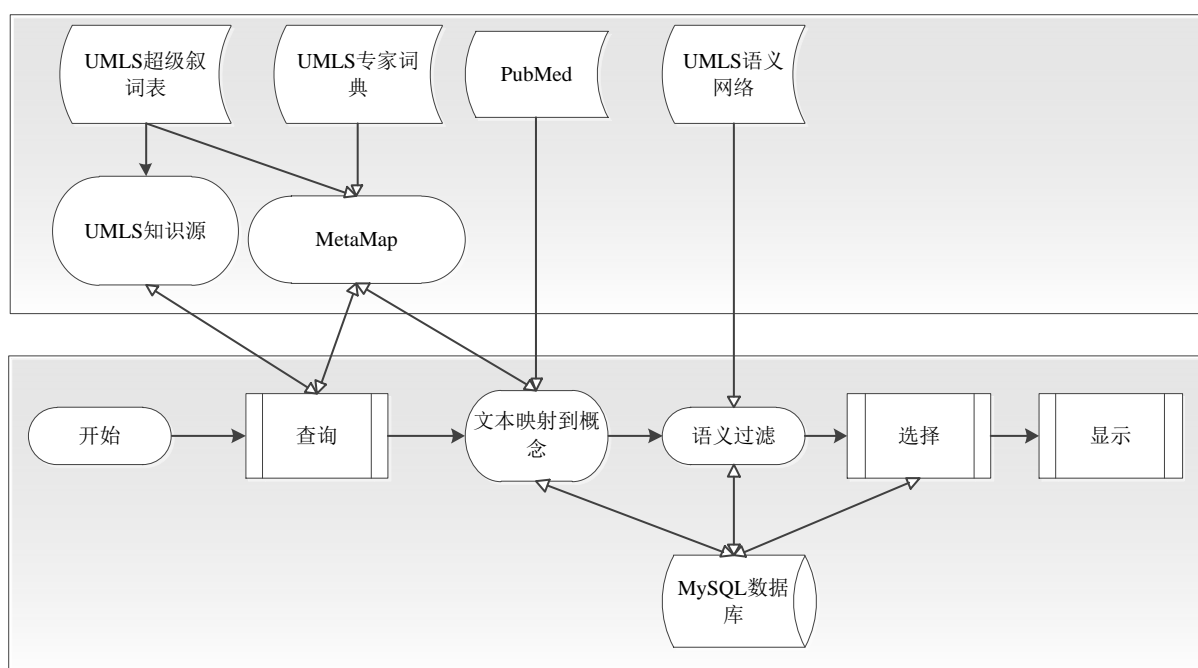 UMLS超级叙
词表
UMLS专家词
典
PubMed
UMLS语义
网络
UMLS知识源
MetaMap
开始
查询
文本映射到概
念
语义过滤
选择
显示
MySQL数据
库